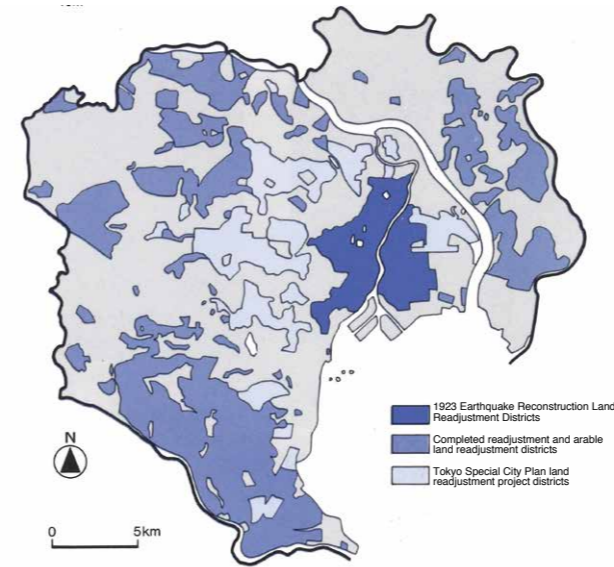 1923 Earthquake Reconstruction Land
Readjustment Districts
Completed readjustment and arable
land readjustment districts
Tokyo Special City Plan land
readjustment project districts
N
0 5km